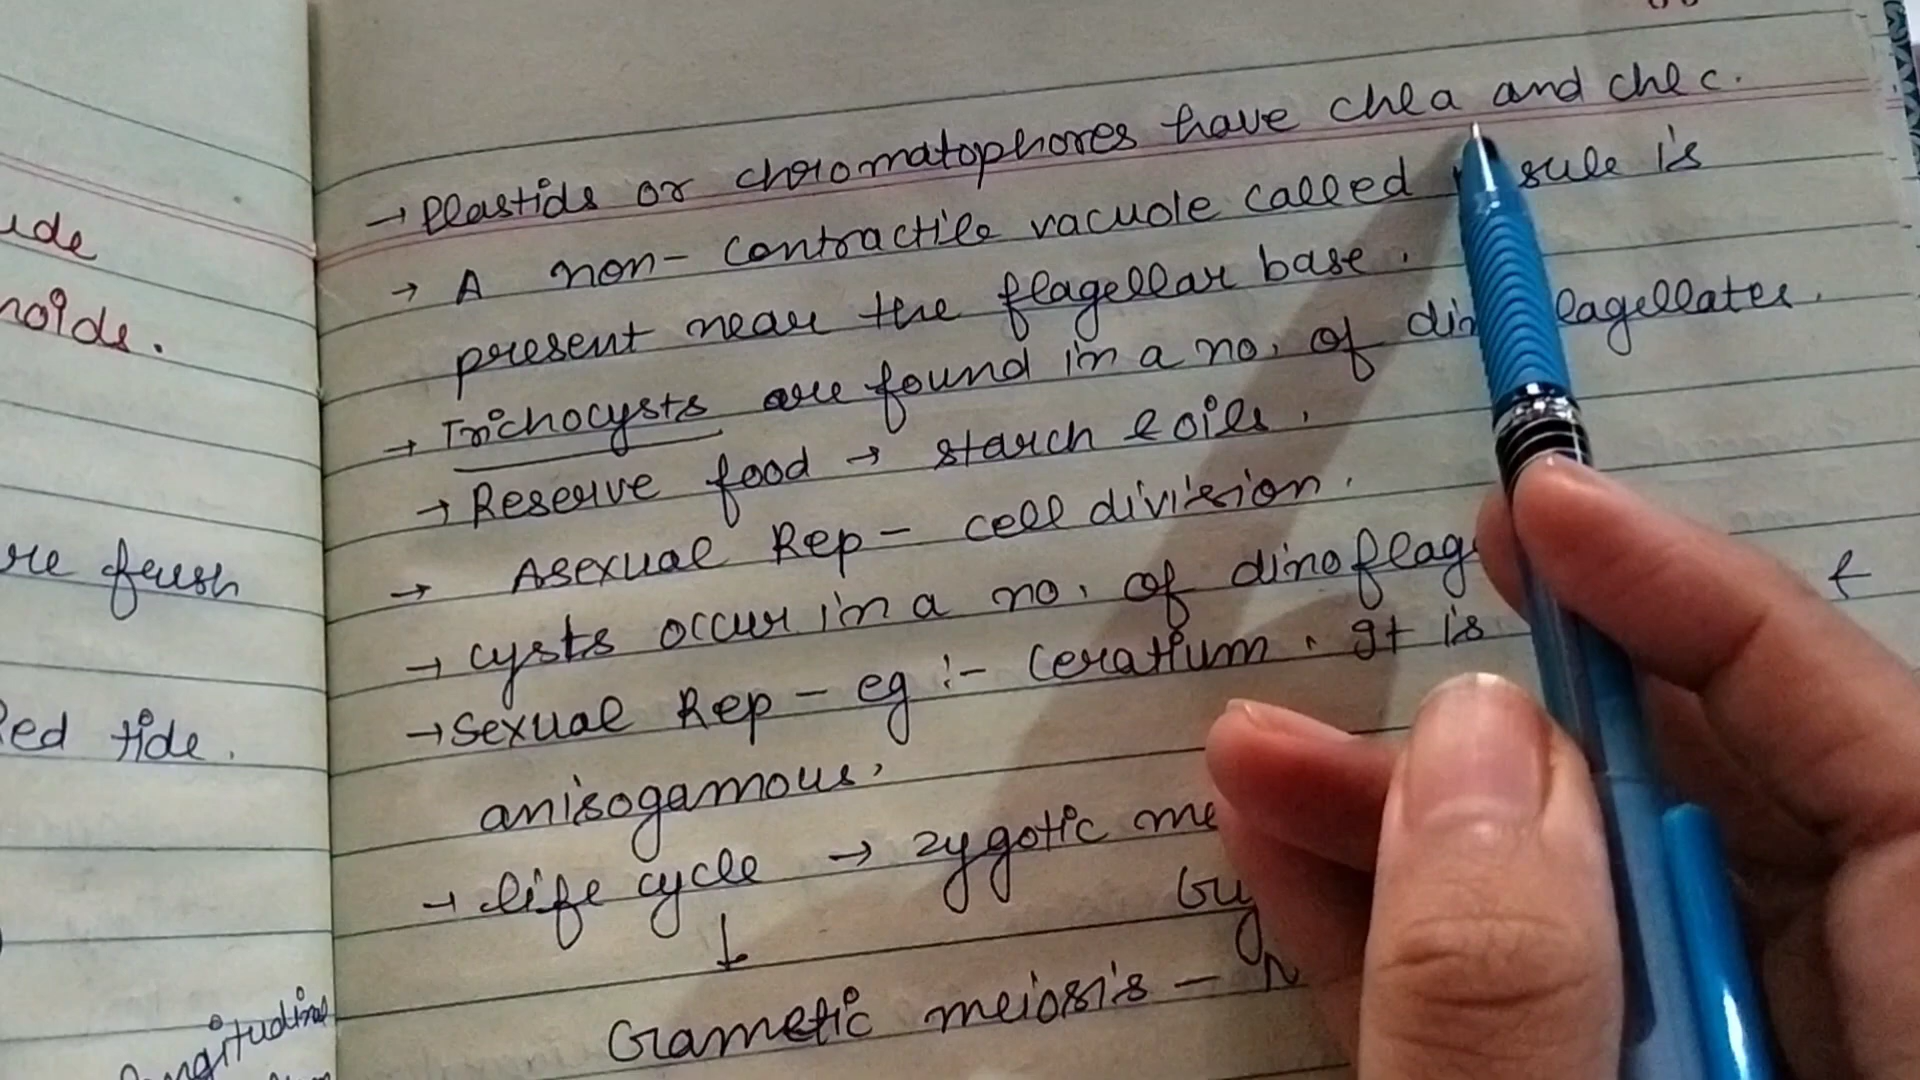 ude
noids.
re fresh
Red tide.
longitudinal
→ Plastids or chromatophores have chl a and chl c.
→ A non-contractile vacuole called sule is
present near the flagellar base.
→ Trichocysts are found in a no. of dinoflagellates.
→ Reserve food → starch & oils.
→ Asexual Rep - cell division.
→ cysts occur in a no. of dinoflag
→ Sexual Rep - eg :- Ceratium. It is
anisogamous.
→ life cycle → zygotic me
↓ Gy
Gametic meiosis - N